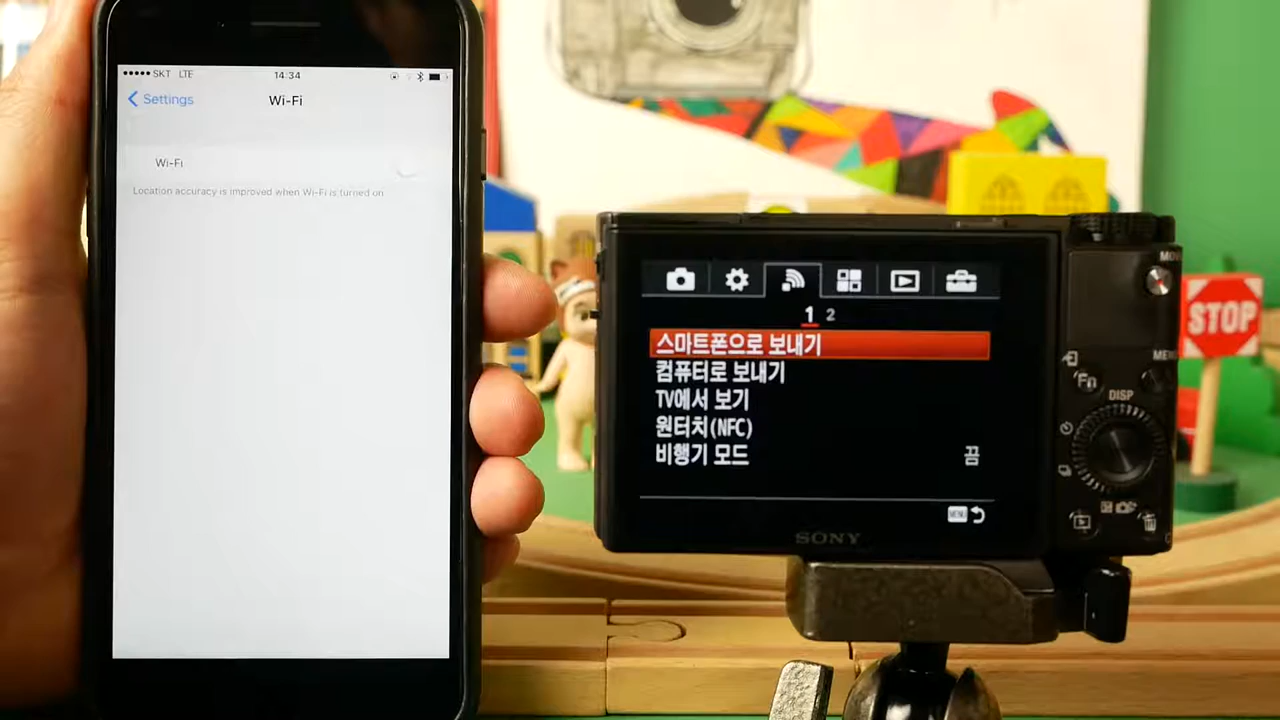 SKT LTE 14:34
Settings
Wi-Fi
Wi-Fi
Location accuracy is improved when Wi-Fi is turned on
1 2
스마트폰으로 보내기
컴퓨터로 보내기
TV에서 보기
원터치(NFC)
비행기 모드 끔
MENU
SONY
Fn
DISP
STOP